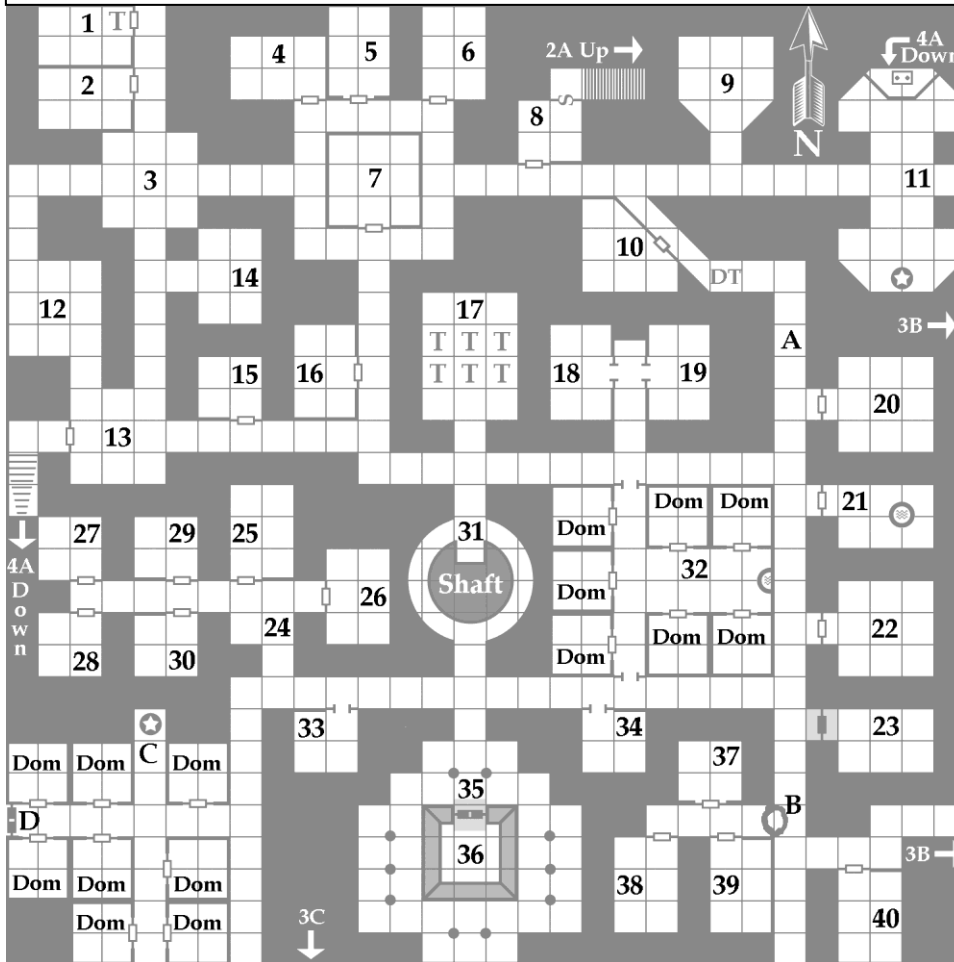 1 T
4 5 6
2A Up
4A
Down
2
9
8 S
N
3 7
11
10
14
DT
12
17
3B
T T T
A
15 16
T T T
18 19
20
13
Dom Dom
21
27 29 25
31
Dom
4A
D
o
w
n
32
Shaft
26
Dom
24
22
28 30
Dom Dom Dom
33 34 23
C
Dom Dom Dom
37
35
D
B
36
3B
Dom Dom Dom
38 39
Dom Dom
3C
40